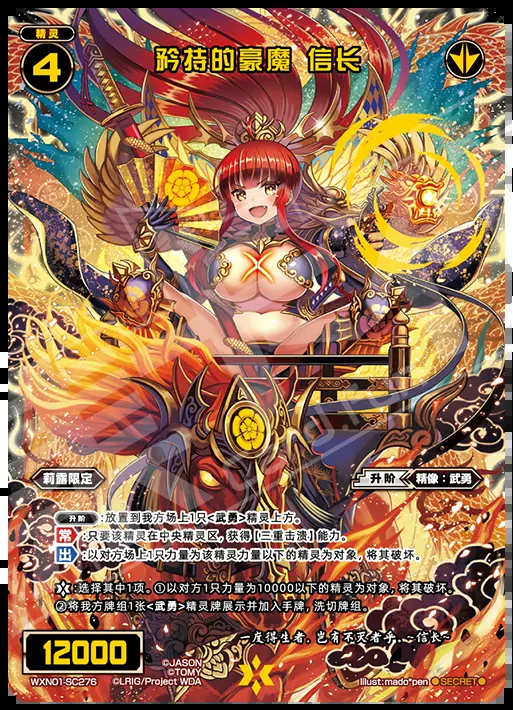 精灵
4
矜持的豪魔 信长
莉露限定
升阶
精像：武勇
升阶：放置到我方场上1只<武勇>精灵上方。
常：只要该精灵在中央精灵区，获得【三重击溃】能力。
出：以对方场上1只力量为该精灵力量以下的精灵为对象，将其破坏。
：选择其中1项。①以对方1只力量为10000以下的精灵为对象，将其破坏。
②将我方牌组1张<武勇>精灵牌展示并加入手牌，洗切牌组。
一度得生者，岂有不灭者乎。~信长~
12000
©JASON
©TOMY
WXN01-SC276 ©LRIG/Project WDA
Illust:mado*pen ●SECRET●